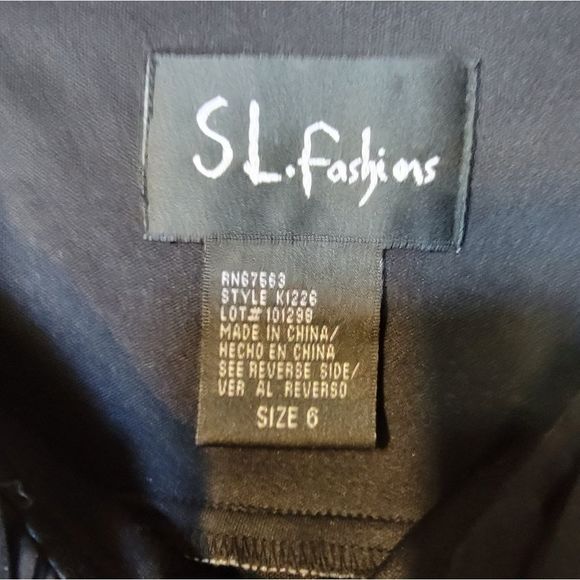 S L. Fashions
RN67563
STYLE K1226
LOT# 101298
MADE IN CHINA/
HECHO EN CHINA
SEE REVERSE SIDE/
VER AL REVERSO
SIZE 6